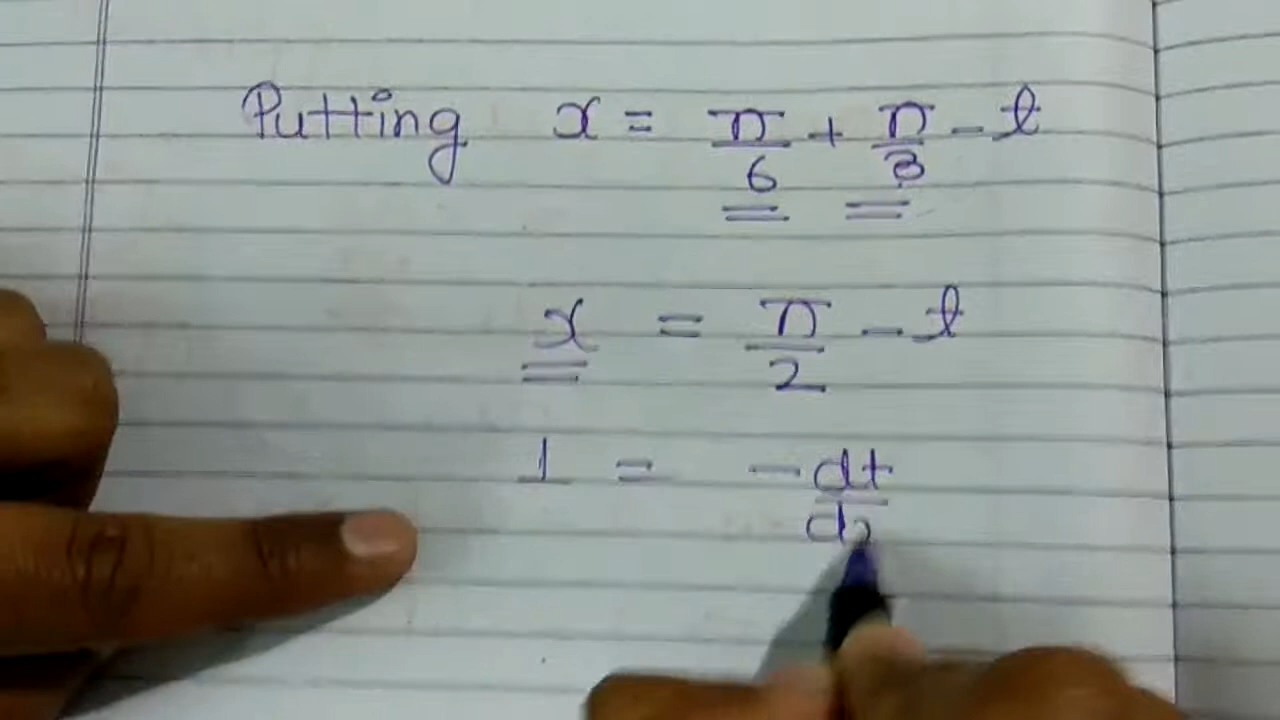 Putting x = π/6 + π/3 - t
x = π/2 - t
1 = -dt/dx